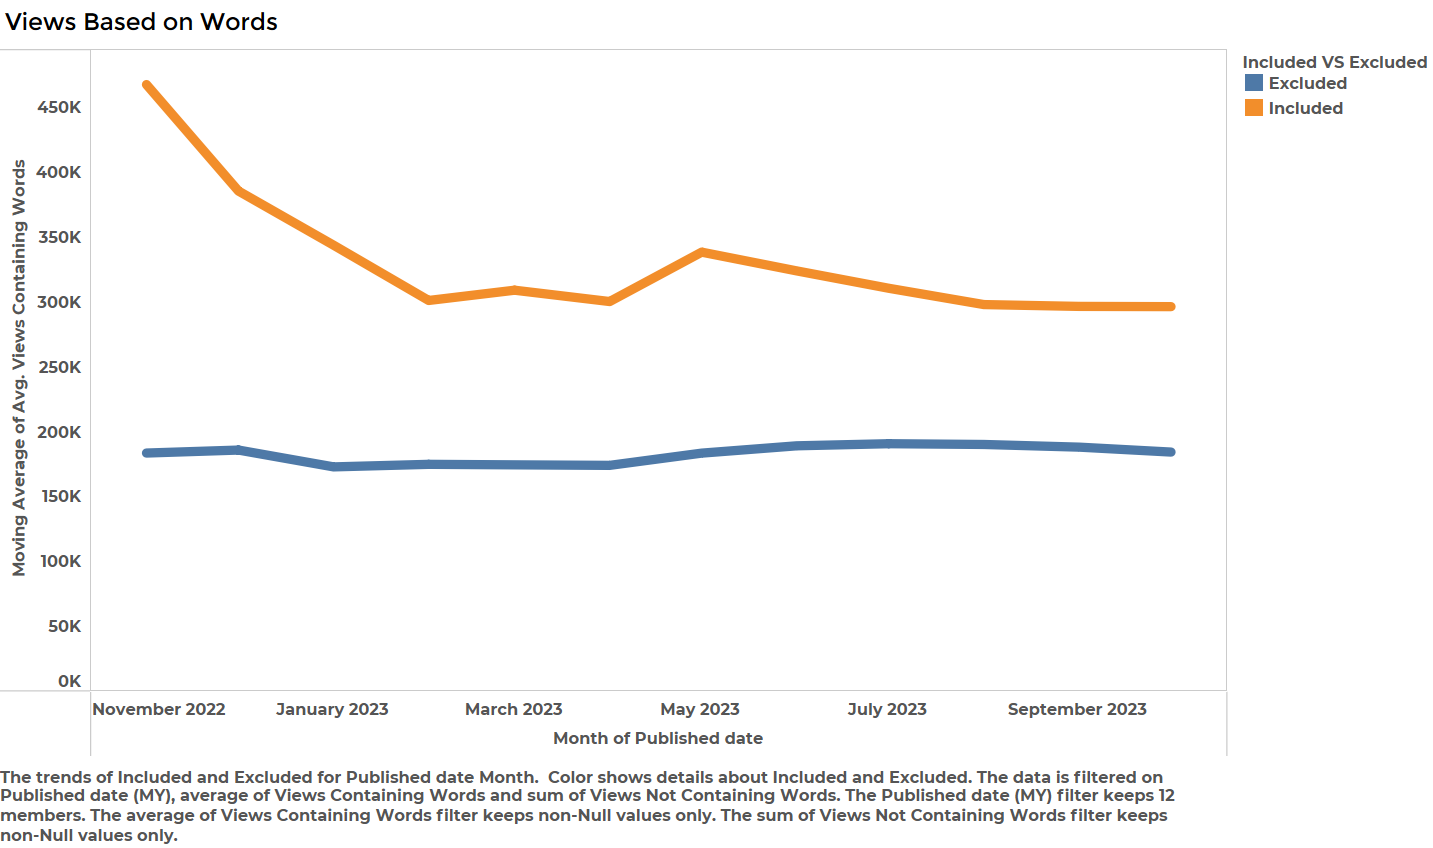 Views Based on Words
Included VS Excluded
Excluded
Included
Moving Average of Avg. Views Containing Words
450K
400K
350K
300K
250K
200K
150K
100K
50K
0K
November 2022
January 2023
March 2023
May 2023
July 2023
September 2023
Month of Published date
The trends of Included and Excluded for Published date Month.  Color shows details about Included and Excluded. The data is filtered on
Published date (MY), average of Views Containing Words and sum of Views Not Containing Words. The Published date (MY) filter keeps 12
members. The average of Views Containing Words filter keeps non-Null values only. The sum of Views Not Containing Words filter keeps
non-Null values only.